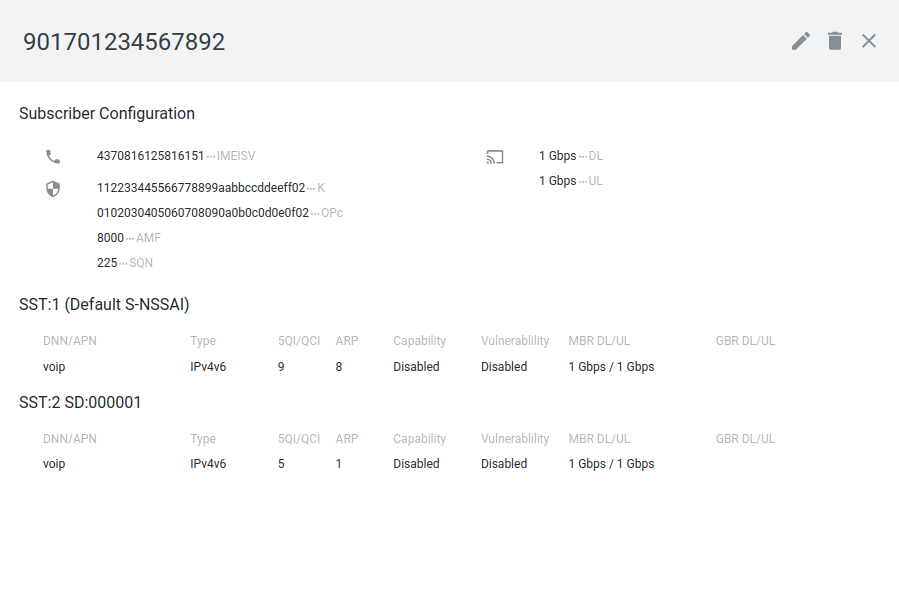 901701234567892
Subscriber Configuration
4370816125816151···IMEISV
1 Gbps···DL
1 Gbps···UL
112233445566778899aabbccddeeff02···K
0102030405060708090a0b0c0d0e0f02···OPc
8000···AMF
225···SQN
SST:1 (Default S-NSSAI)
DNN/APN Type 5QI/QCI ARP Capability Vulnerablility MBR DL/UL GBR DL/UL
voip IPv4v6 9 8 Disabled Disabled 1 Gbps / 1 Gbps
SST:2 SD:000001
DNN/APN Type 5QI/QCI ARP Capability Vulnerablility MBR DL/UL GBR DL/UL
voip IPv4v6 5 1 Disabled Disabled 1 Gbps / 1 Gbps